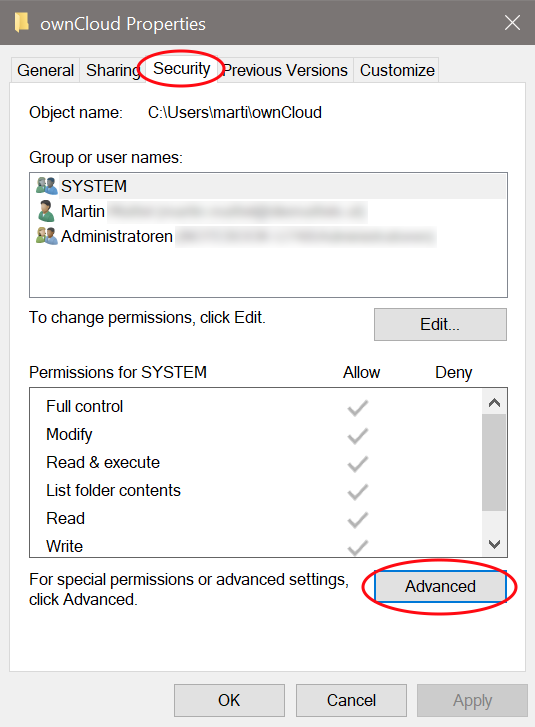 ownCloud Properties
General Sharing Security Previous Versions Customize
Object name: C:\Users\marti\ownCloud
Group or user names:
SYSTEM
Martin
Administratoren
To change permissions, click Edit.
Edit...
Permissions for SYSTEM Allow Deny
Full control
Modify
Read & execute
List folder contents
Read
Write
For special permissions or advanced settings,
click Advanced.
Advanced
OK Cancel Apply